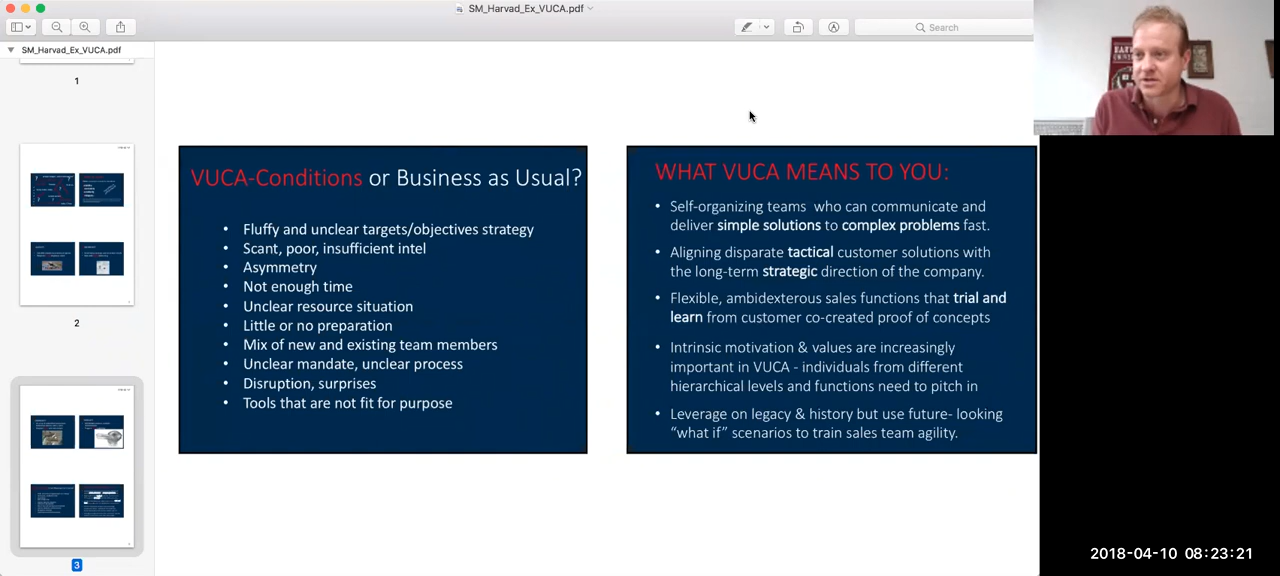 SM_Harvad_Ex_VUCA.pdf
Search
SM_Harvad_Ex_VUCA.pdf
1
2
3
VUCA-Conditions or Business as Usual?
• Fluffy and unclear targets/objectives strategy
• Scant, poor, insufficient intel
• Asymmetry
• Not enough time
• Unclear resource situation
• Little or no preparation
• Mix of new and existing team members
• Unclear mandate, unclear process
• Disruption, surprises
• Tools that are not fit for purpose
WHAT VUCA MEANS TO YOU:
• Self-organizing teams who can communicate and
deliver simple solutions to complex problems fast.
• Aligning disparate tactical customer solutions with
the long-term strategic direction of the company.
• Flexible, ambidexterous sales functions that trial and
learn from customer co-created proof of concepts
• Intrinsic motivation & values are increasingly
important in VUCA - individuals from different
hierarchical levels and functions need to pitch in
• Leverage on legacy & history but use future- looking
“what if” scenarios to train sales team agility.
2018-04-10 08:23:21